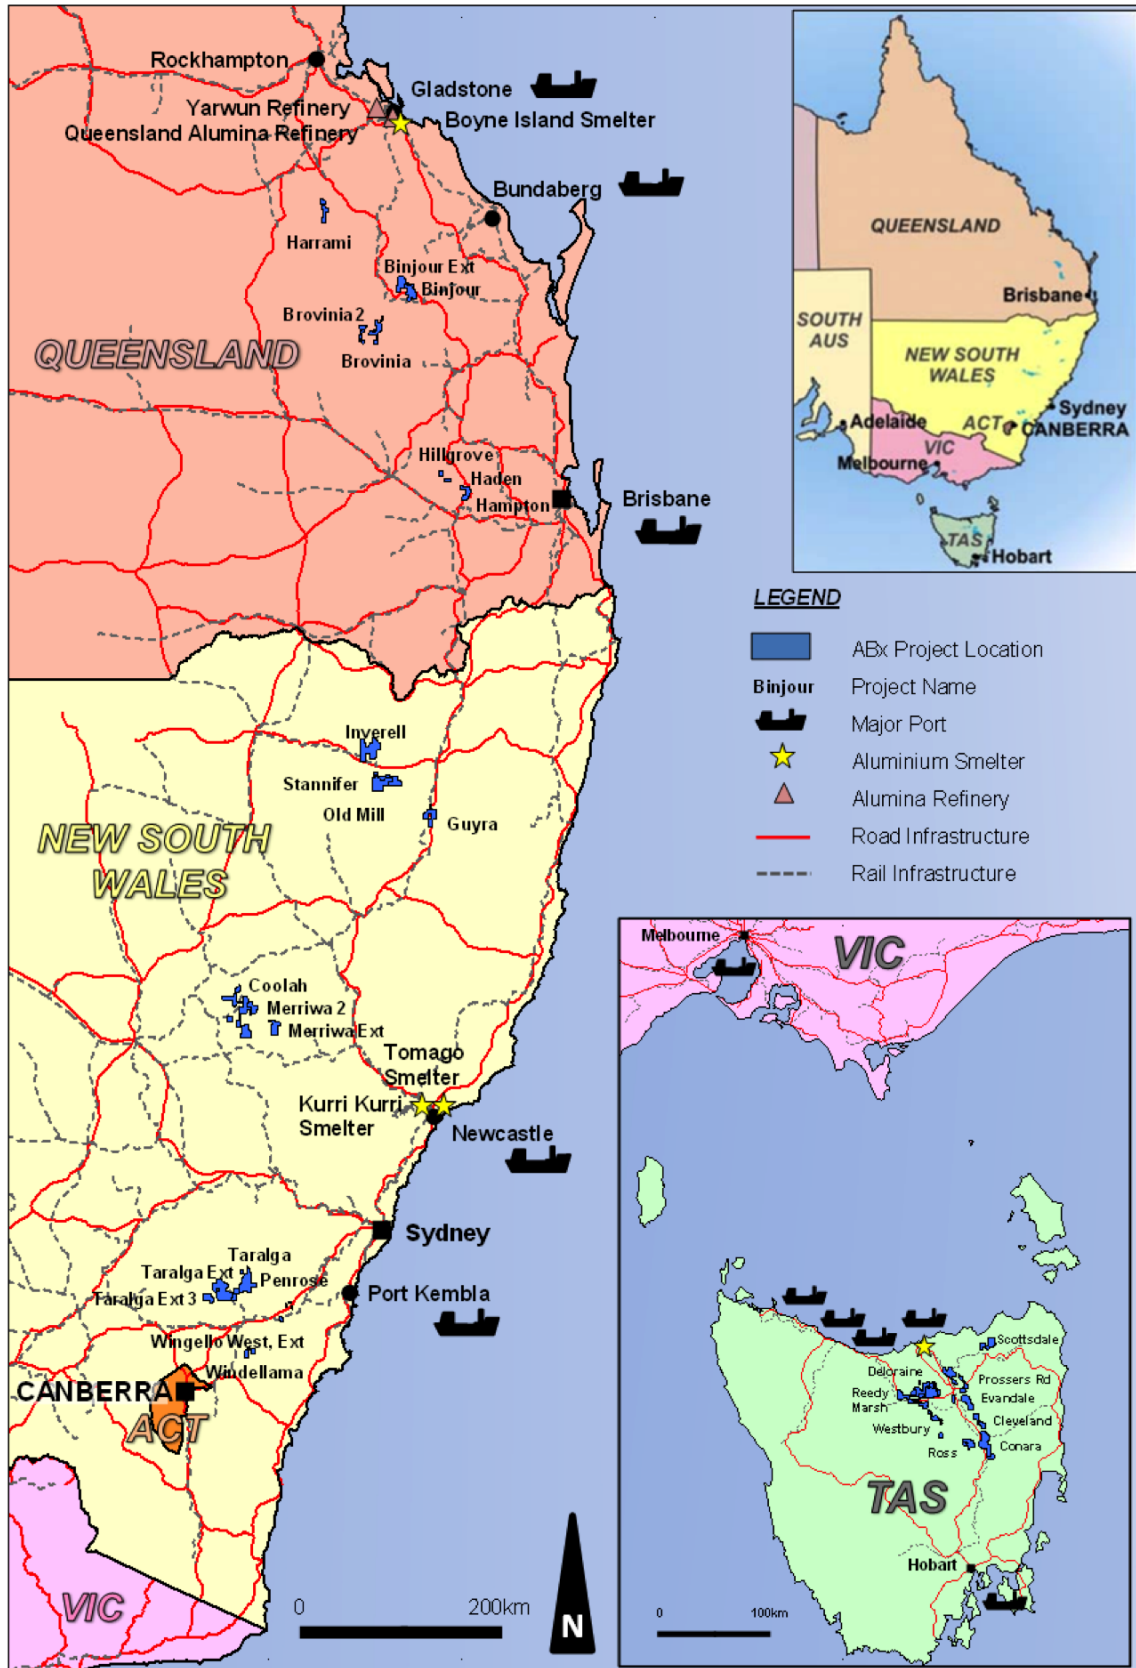 Rockhampton
Gladstone
Yarwun Refinery
Boyne Island Smelter
Queensland Alumina Refinery
Bundaberg
Harrami
Binjour Ext
Binjour
Brovinia 2
QUEENSLAND
Brovinia
Hillgrove
Haden
Hampton
Brisbane
Inverell
Stannifer
Old Mill
Guyra
NEW SOUTH
WALES
Coolah
Merriwa 2
Merriwa Ext
Tomago
Smelter
Kurri Kurri
Smelter
Newcastle
Sydney
Taralga
Taralga Ext
Penrose
Taralga Ext 3
Port Kembla
Wingello West, Ext
Windellama
CANBERRA
ACT
VIC
0
200km
N
QUEENSLAND
Brisbane
SOUTH
AUS
NEW SOUTH
WALES
Sydney
ACT
CANBERRA
Adelaide
VIC
Melbourne
TAS
Hobart
LEGEND
ABx Project Location
Binjour
Project Name
Major Port
Aluminium Smelter
Alumina Refinery
Road Infrastructure
Rail Infrastructure
Melbourne
VIC
Scottsdale
Deloraine
Prossers Rd
Reedy
Marsh
Evandale
Westbury
Cleveland
Ross
Conara
TAS
Hobart
0
100km